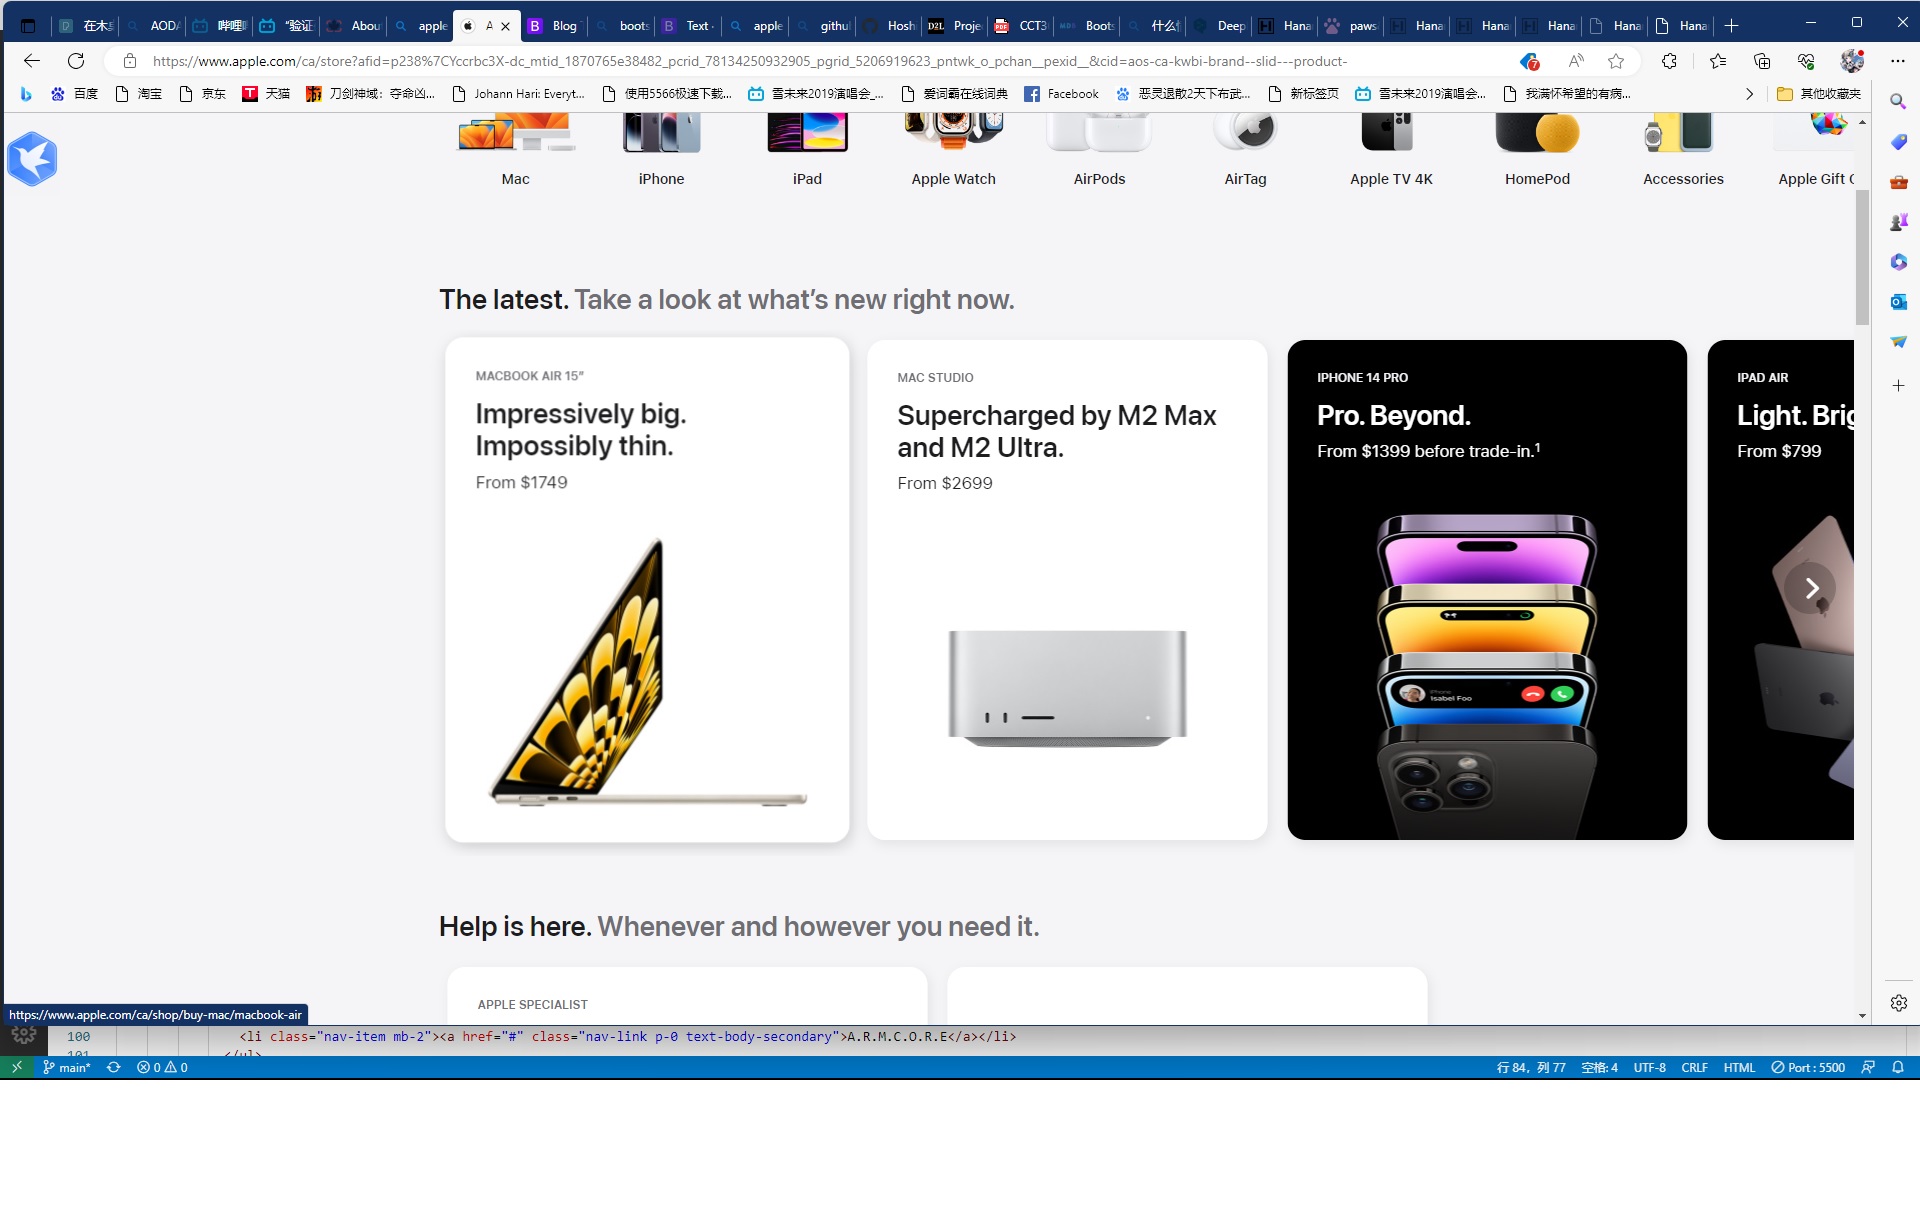 在木 AODA 哔哩 “验证 Abou apple A Blog boots Text · apple githu Hosh Proje CCT3 Boots 什么 Deep Hana paws Hana Hana Hana Hana Hana
https://www.apple.com/ca/store?afid=p238%7CYccrbc3X-dc_mtid_1870765e38482_pcrid_78134250932905_pgrid_5206919623_pntwk_o_pchan__pexid__&cid=aos-ca-kwbi-brand--slid---product-
百度 淘宝 京东 天猫 刀剑神域：夺命凶... Johann Hari: Everyt... 使用5566极速下载... 雪未来2019演唱会_... 爱词霸在线词典 Facebook 恶灵退散2天下布武... 新标签页 雪未来2019演唱会... 我满怀希望的有病... 其他收藏夹
Mac iPhone iPad Apple Watch AirPods AirTag Apple TV 4K HomePod Accessories Apple Gift C
The latest. Take a look at what’s new right now.
MACBOOK AIR 15”
Impressively big.
Impossibly thin.
From $1749
MAC STUDIO
Supercharged by M2 Max
and M2 Ultra.
From $2699
IPHONE 14 PRO
Pro. Beyond.
From $1399 before trade-in.¹
iPhone
Isabel Foo
IPAD AIR
Light. Brig
From $799
Help is here. Whenever and however you need it.
APPLE SPECIALIST
https://www.apple.com/ca/shop/buy-mac/macbook-air
100 <li class="nav-item mb-2"><a href="#" class="nav-link p-0 text-body-secondary">A.R.M.C.O.R.E</a></li>
101 </ul>
main* 0 0 行 84，列 77 空格: 4 UTF-8 CRLF HTML Port : 5500